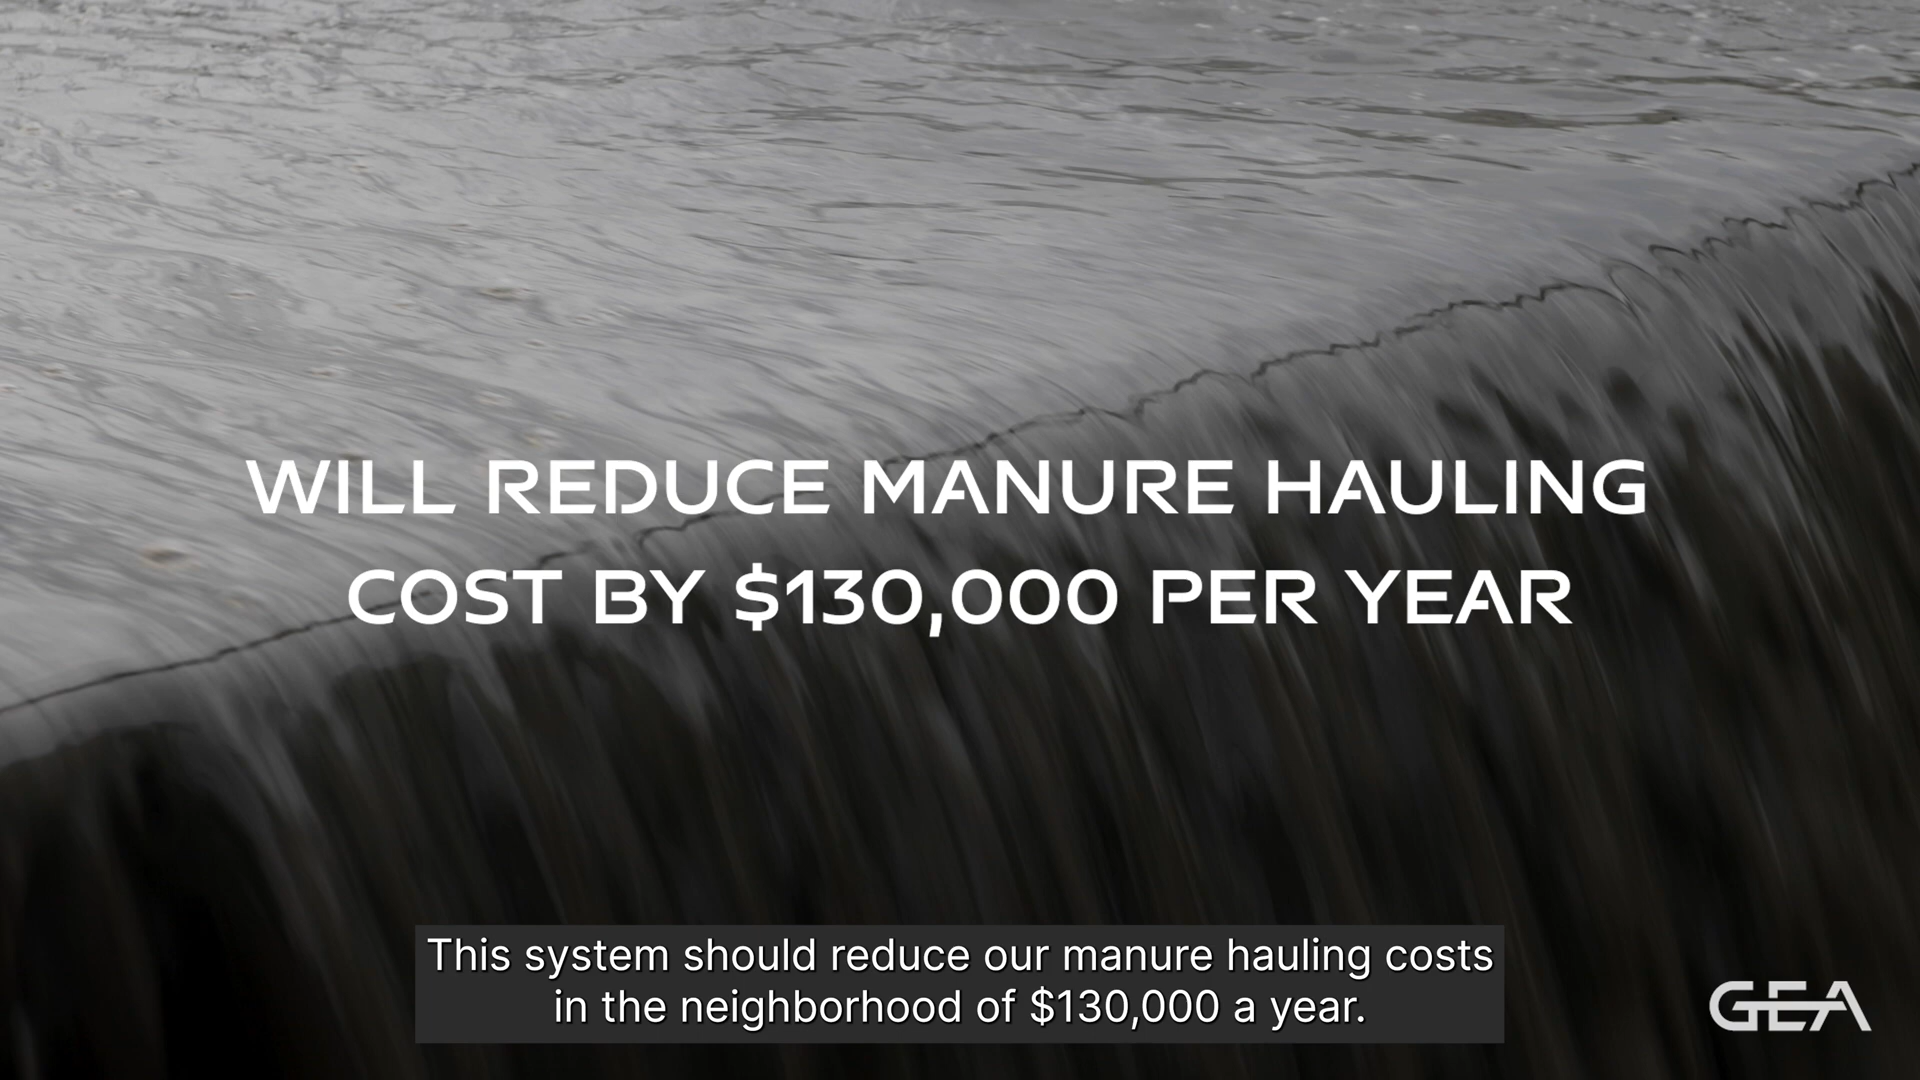 WILL REDUCE MANURE HAULING
COST BY $130,000 PER YEAR
This system should reduce our manure hauling costs
in the neighborhood of $130,000 a year.
GEA